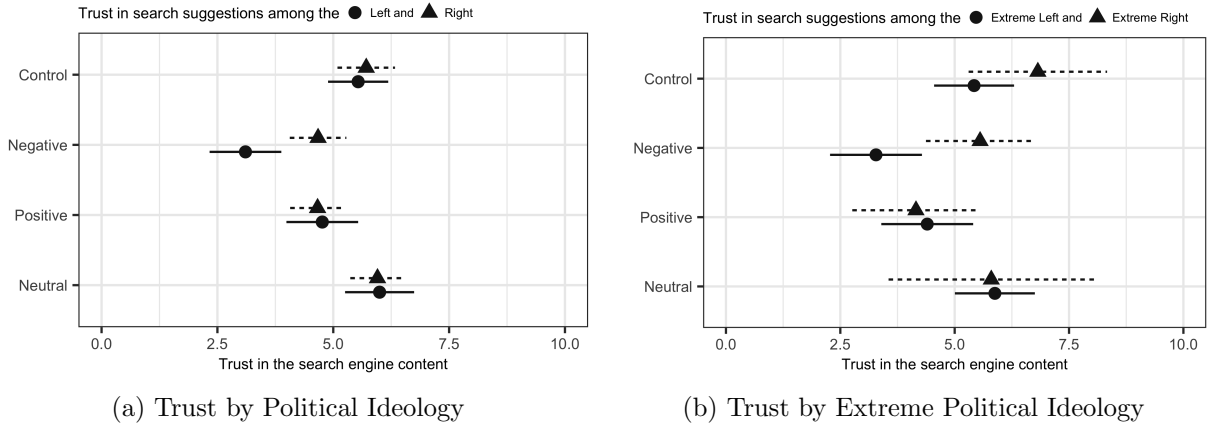 Trust in search suggestions among the Left and Right
Control
Negative
Positive
Neutral
0.0 2.5 5.0 7.5 10.0
Trust in the search engine content
(a) Trust by Political Ideology
Trust in search suggestions among the Extreme Left and Extreme Right
Control
Negative
Positive
Neutral
0.0 2.5 5.0 7.5 10.0
Trust in the search engine content
(b) Trust by Extreme Political Ideology